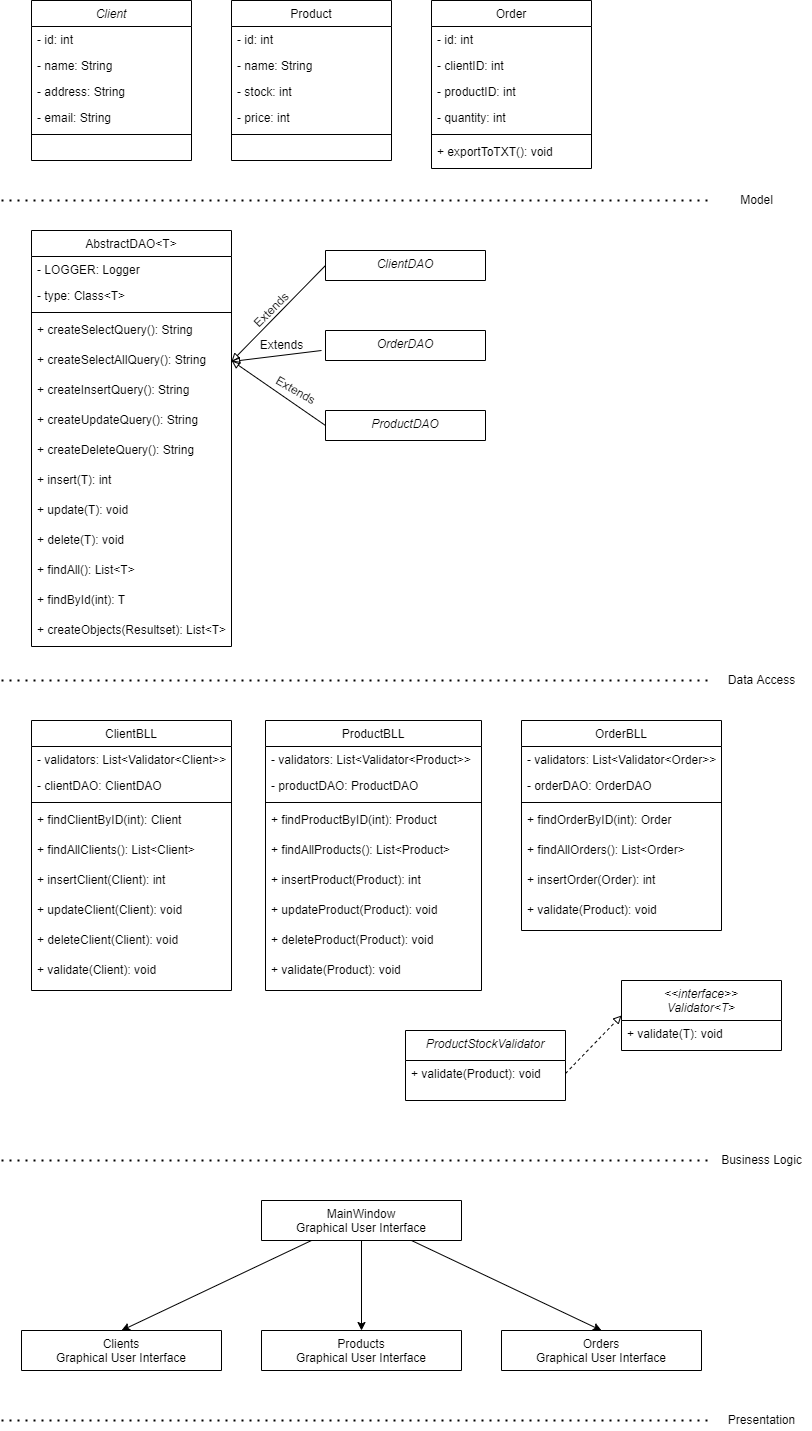 Client
- id: int
- name: String
- address: String
- email: String
Product
- id: int
- name: String
- stock: int
- price: int
Order
- id: int
- clientID: int
- productID: int
- quantity: int
+ exportToTXT(): void
Model
AbstractDAO<T>
- LOGGER: Logger
- type: Class<T>
+ createSelectQuery(): String
+ createSelectAllQuery(): String
+ createInsertQuery(): String
+ createUpdateQuery(): String
+ createDeleteQuery(): String
+ insert(T): int
+ update(T): void
+ delete(T): void
+ findAll(): List<T>
+ findById(int): T
+ createObjects(Resultset): List<T>
Extends
Extends
Extends
ClientDAO
OrderDAO
ProductDAO
Data Access
ClientBLL
- validators: List<Validator<Client>>
- clientDAO: ClientDAO
+ findClientByID(int): Client
+ findAllClients(): List<Client>
+ insertClient(Client): int
+ updateClient(Client): void
+ deleteClient(Client): void
+ validate(Client): void
ProductBLL
- validators: List<Validator<Product>>
- productDAO: ProductDAO
+ findProductByID(int): Product
+ findAllProducts(): List<Product>
+ insertProduct(Product): int
+ updateProduct(Product): void
+ deleteProduct(Product): void
+ validate(Product): void
OrderBLL
- validators: List<Validator<Order>>
- orderDAO: OrderDAO
+ findOrderByID(int): Order
+ findAllOrders(): List<Order>
+ insertOrder(Order): int
+ validate(Product): void
<<interface>>
Validator<T>
+ validate(T): void
ProductStockValidator
+ validate(Product): void
Business Logic
MainWindow
Graphical User Interface
Clients
Graphical User Interface
Products
Graphical User Interface
Orders
Graphical User Interface
Presentation